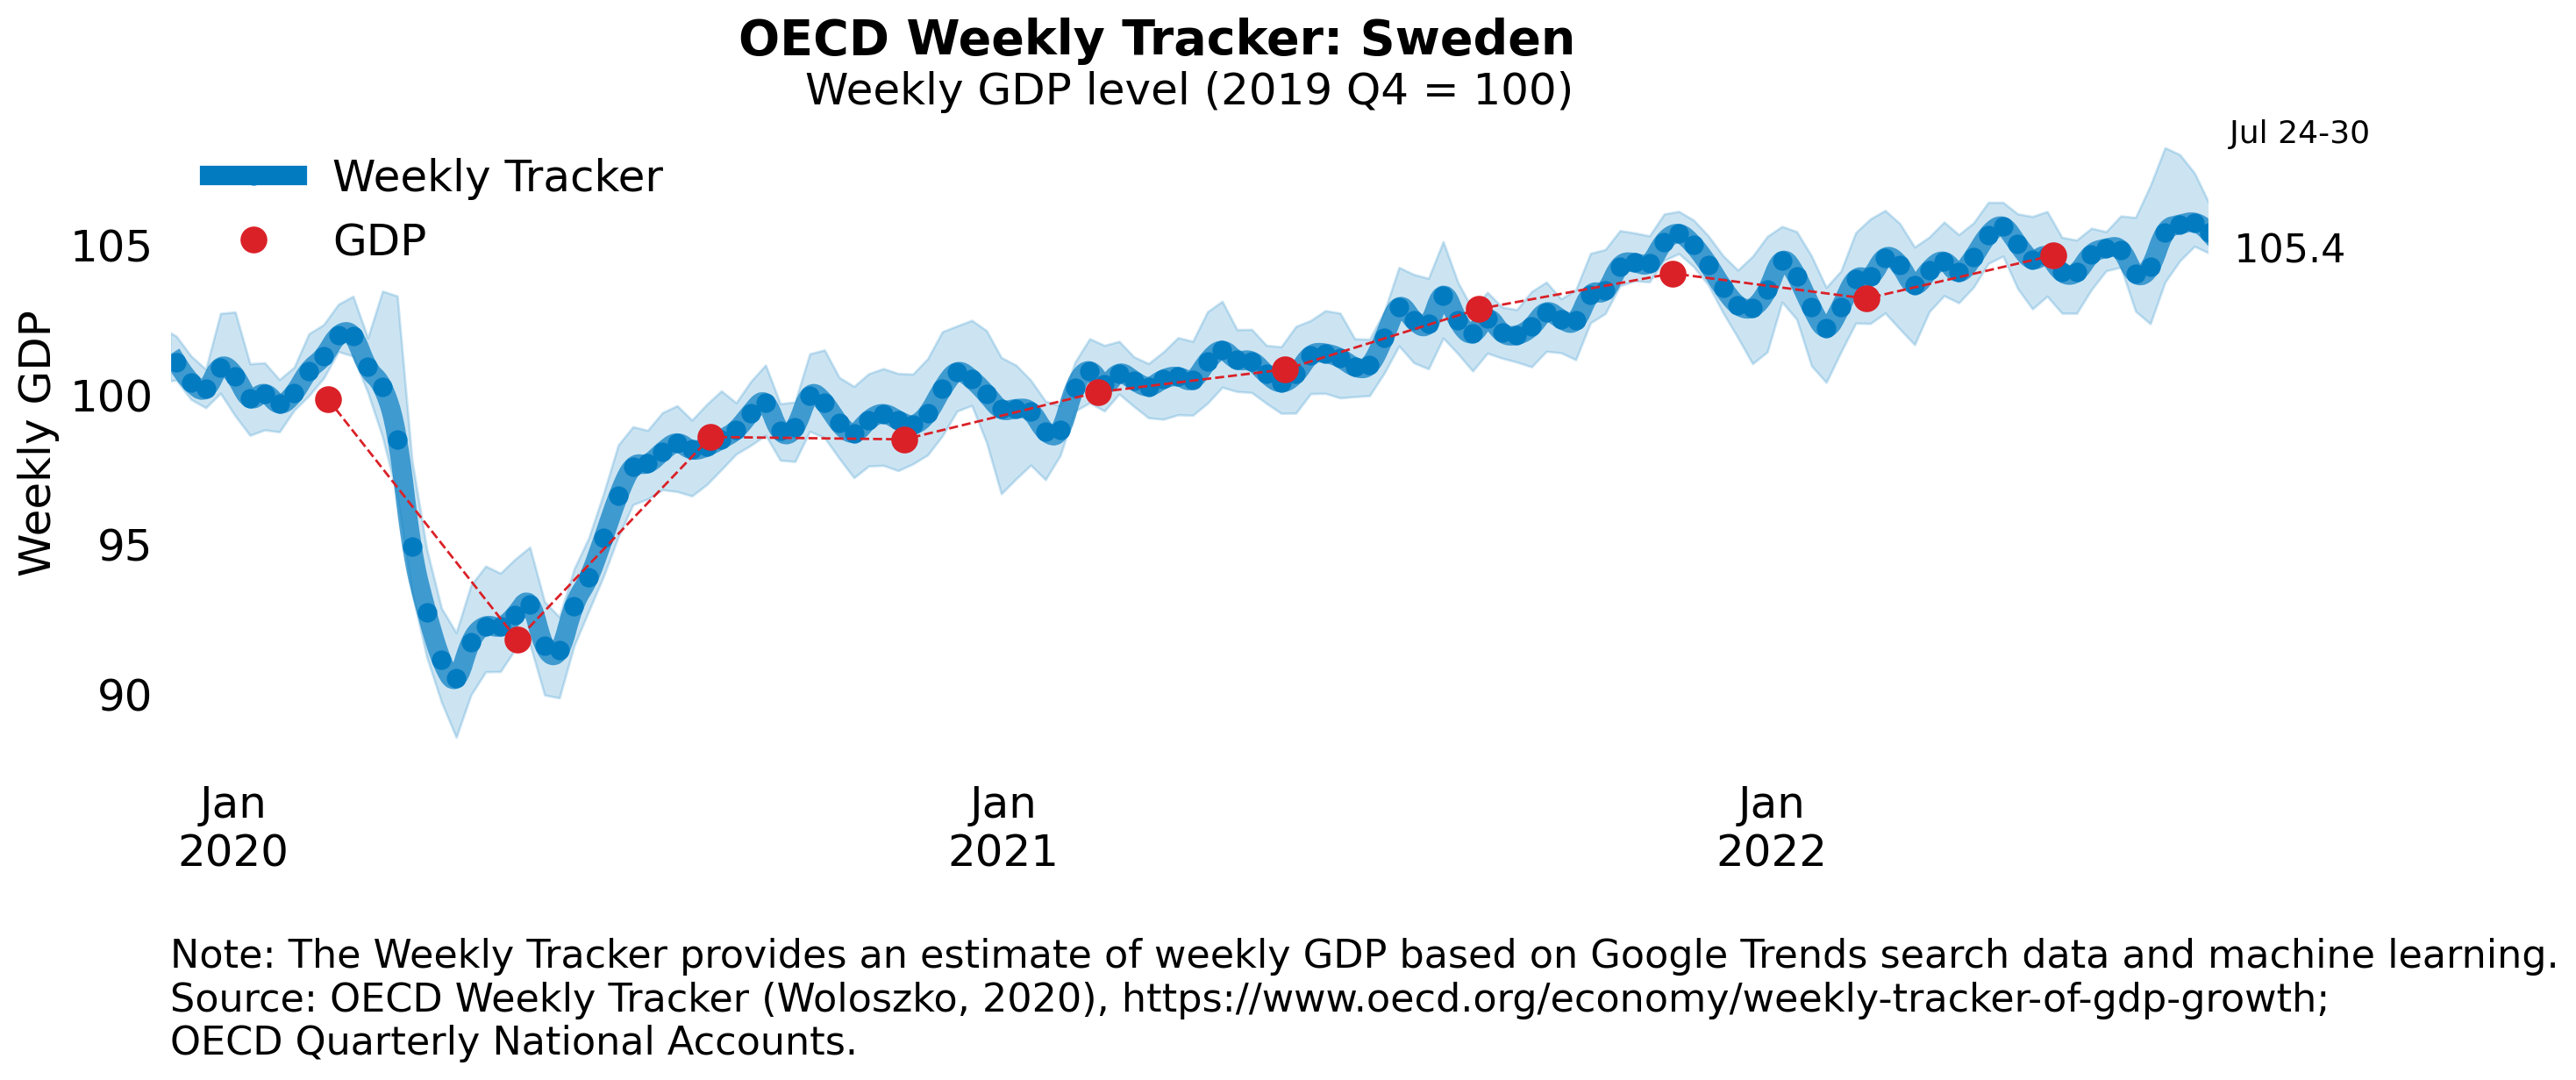 OECD Weekly Tracker: Sweden
Weekly GDP level (2019 Q4 = 100)
Jul 24-30
Weekly Tracker
GDP
105
105.4
100
95
90
Weekly GDP
Jan
2020
Jan
2021
Jan
2022
Note: The Weekly Tracker provides an estimate of weekly GDP based on Google Trends search data and machine learning.
Source: OECD Weekly Tracker (Woloszko, 2020), https://www.oecd.org/economy/weekly-tracker-of-gdp-growth;
OECD Quarterly National Accounts.